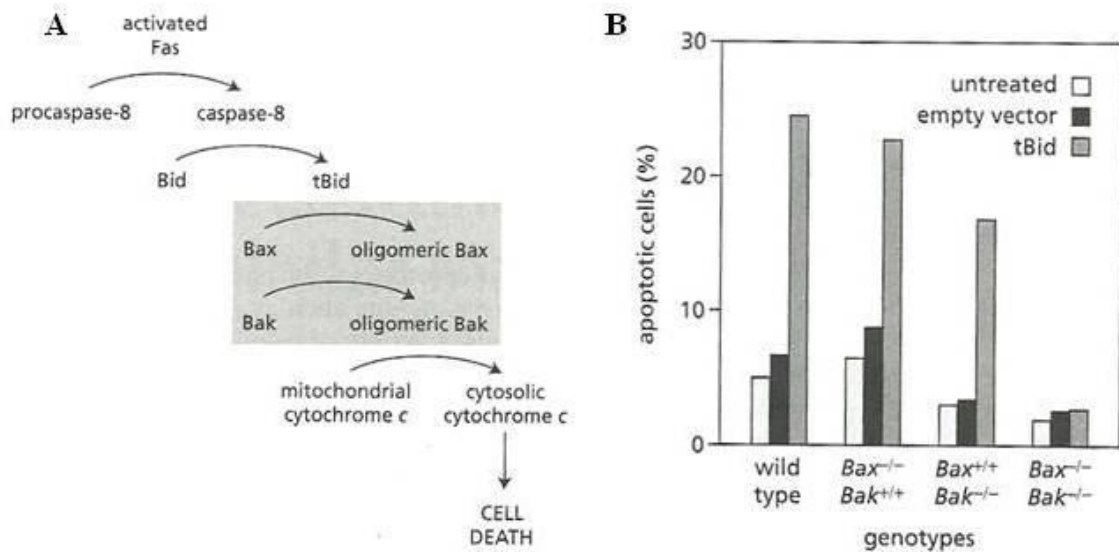 A
activated
Fas
procaspase-8 caspase-8
Bid tBid
Bax oligomeric Bax
Bak oligomeric Bak
mitochondrial cytosolic
cytochrome c cytochrome c
CELL
DEATH
B
30
20
10
0
apoptotic cells (%)
untreated
empty vector
tBid
wild Bax⁻/⁻ Bax⁺/⁺ Bax⁻/⁻
type Bak⁺/⁺ Bak⁻/⁻ Bak⁻/⁻
genotypes